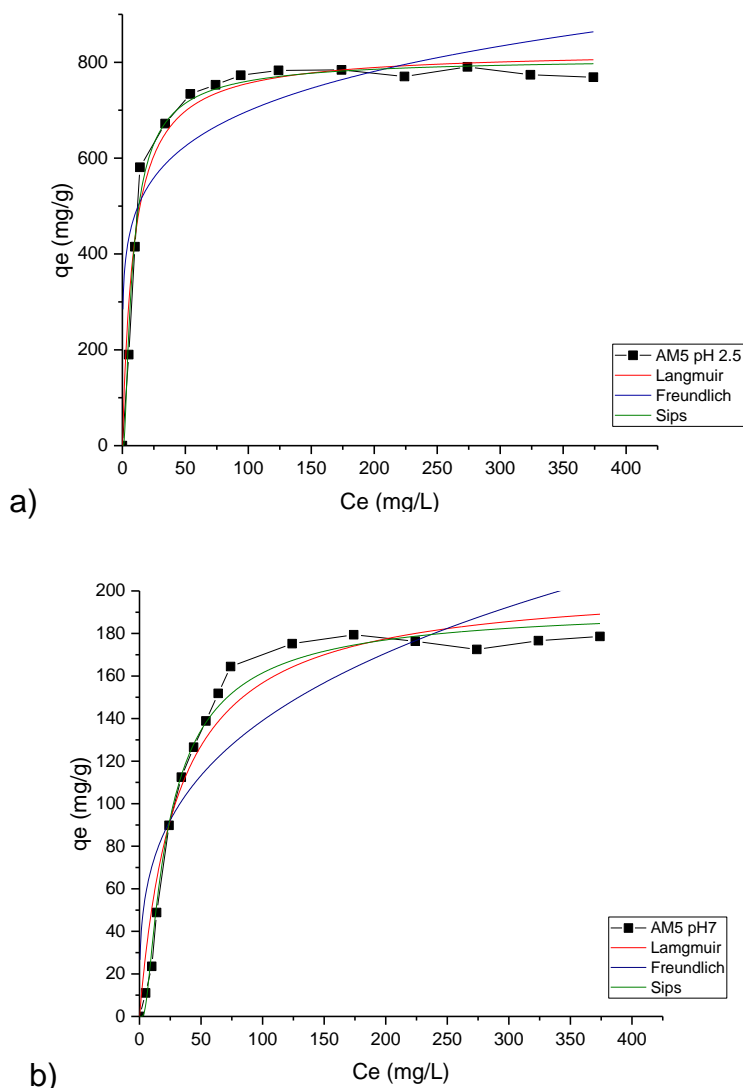 800
600
400
200
0
qe (mg/g)
0 50 100 150 200 250 300 350 400
Ce (mg/L)
AM5 pH 2.5
Langmuir
Freundlich
Sips
a)
200
180
160
140
120
100
80
60
40
20
0
qe (mg/g)
0 50 100 150 200 250 300 350 400
Ce (mg/L)
AM5 pH7
Lamgmuir
Freundlich
Sips
b)